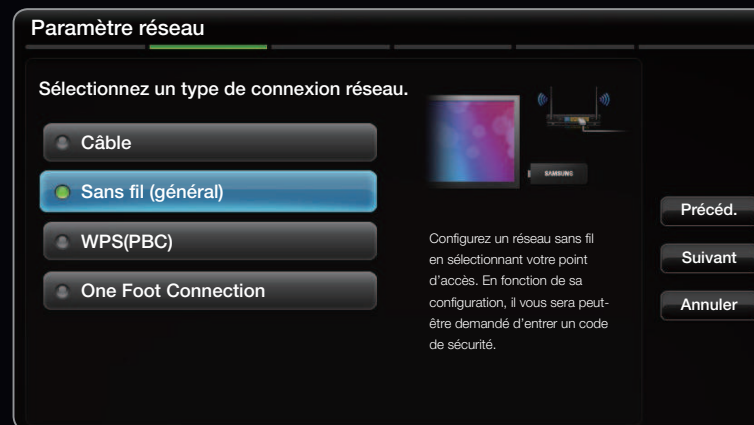 Paramètre réseau
Sélectionnez un type de connexion réseau.
Câble
Sans fil (général)
WPS(PBC)
One Foot Connection
SAMSUNG
Configurez un réseau sans fil
en sélectionnant votre point
d'accès. En fonction de sa
configuration, il vous sera peut-
être demandé d'entrer un code
de sécurité.
Précéd.
Suivant
Annuler